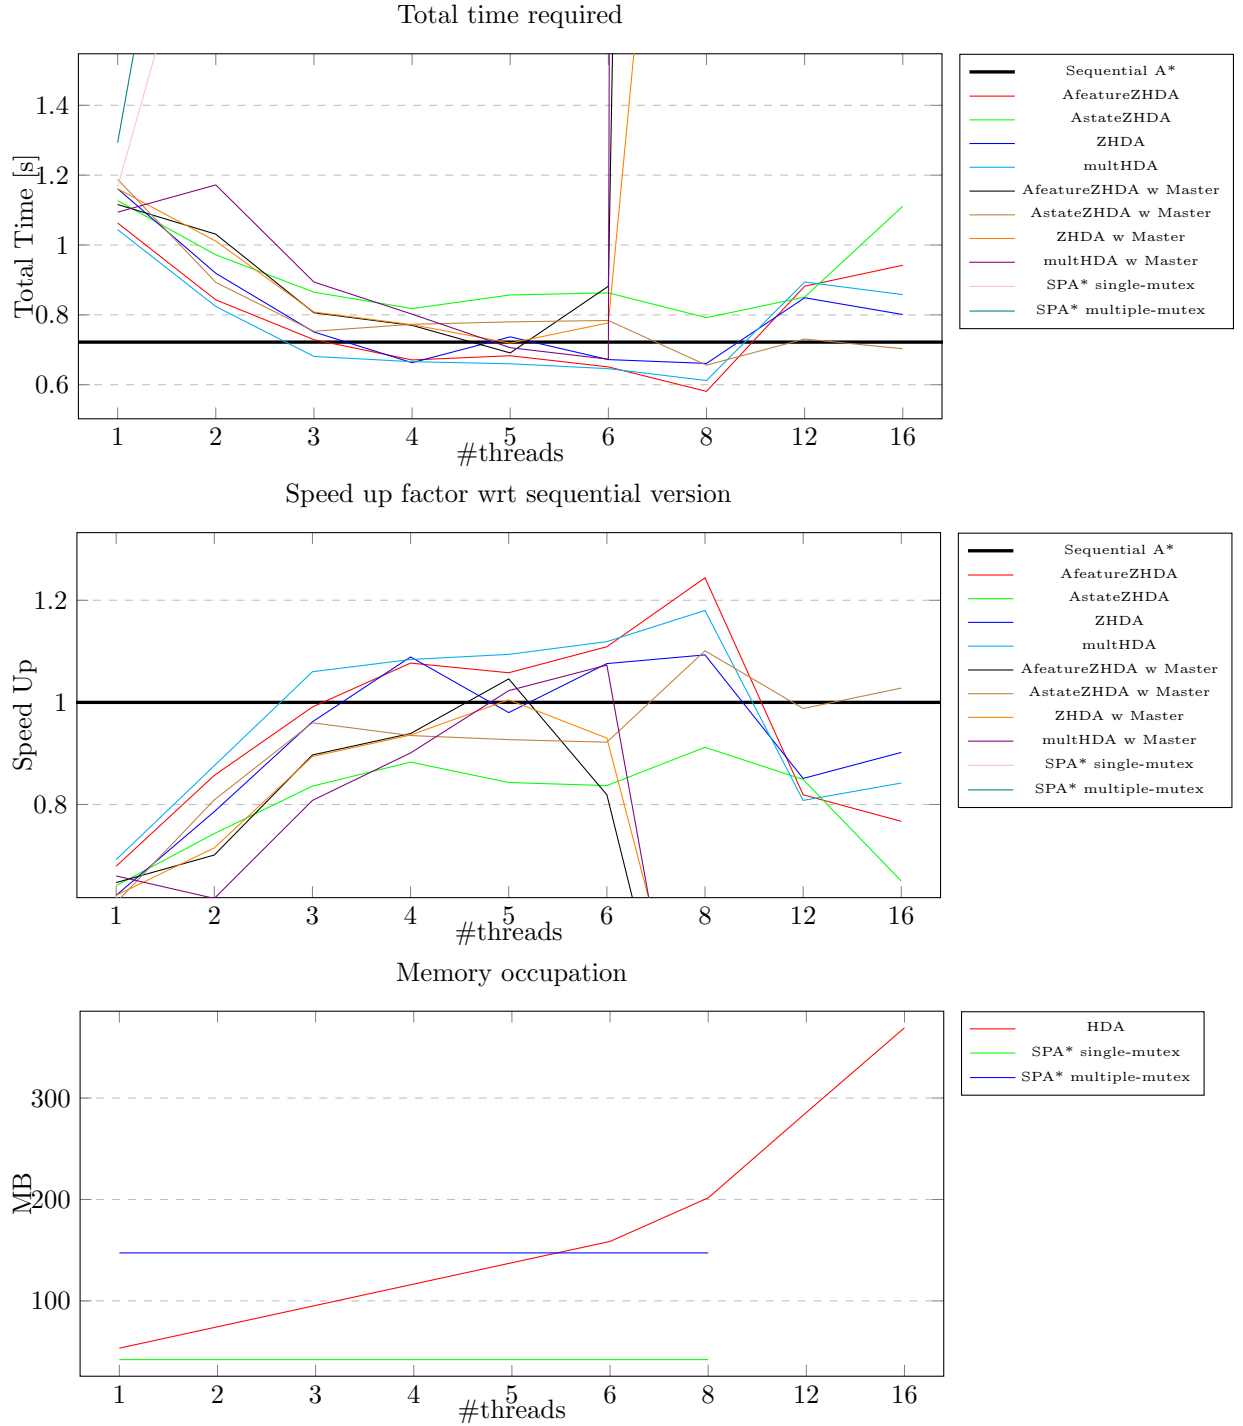 Total time required
1.4
1.2
1
0.8
0.6
Total Time [s]
1 2 3 4 5 6 8 12 16
#threads
Sequential A*
AfeatureZHDA
AstateZHDA
ZHDA
multHDA
AfeatureZHDA w Master
AstateZHDA w Master
ZHDA w Master
multHDA w Master
SPA* single-mutex
SPA* multiple-mutex
Speed up factor wrt sequential version
1.2
1
0.8
Speed Up
1 2 3 4 5 6 8 12 16
#threads
Sequential A*
AfeatureZHDA
AstateZHDA
ZHDA
multHDA
AfeatureZHDA w Master
AstateZHDA w Master
ZHDA w Master
multHDA w Master
SPA* single-mutex
SPA* multiple-mutex
Memory occupation
300
200
100
MB
1 2 3 4 5 6 8 12 16
#threads
HDA
SPA* single-mutex
SPA* multiple-mutex